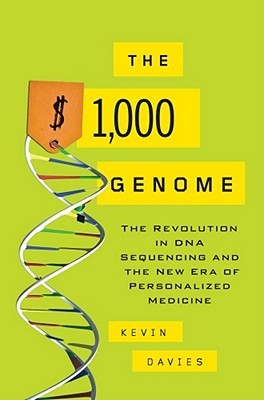 THE
$ 1,000
GENOME
THE REVOLUTION
IN DNA
SEQUENCING AND
THE NEW ERA OF
PERSONALIZED
MEDICINE
KEVIN
DAVIES